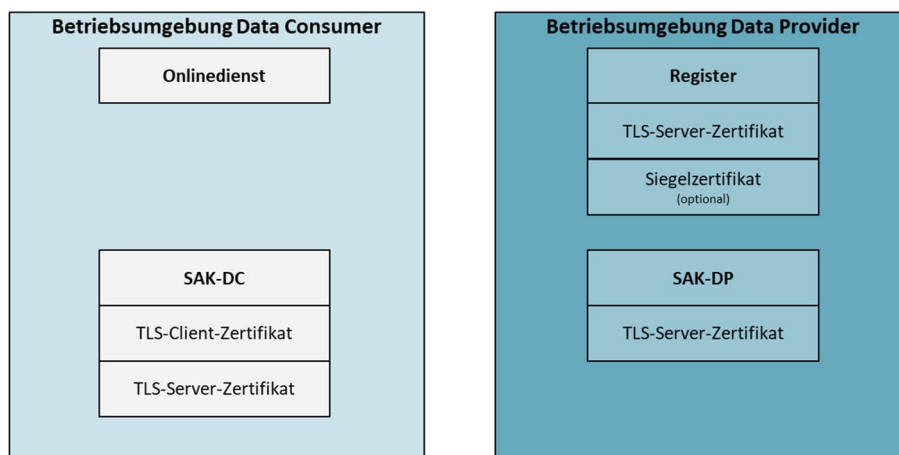 Betriebsumgebung Data Consumer
Onlinedienst
SAK-DC
TLS-Client-Zertifikat
TLS-Server-Zertifikat
Betriebsumgebung Data Provider
Register
TLS-Server-Zertifikat
Siegelzertifikat
(optional)
SAK-DP
TLS-Server-Zertifikat